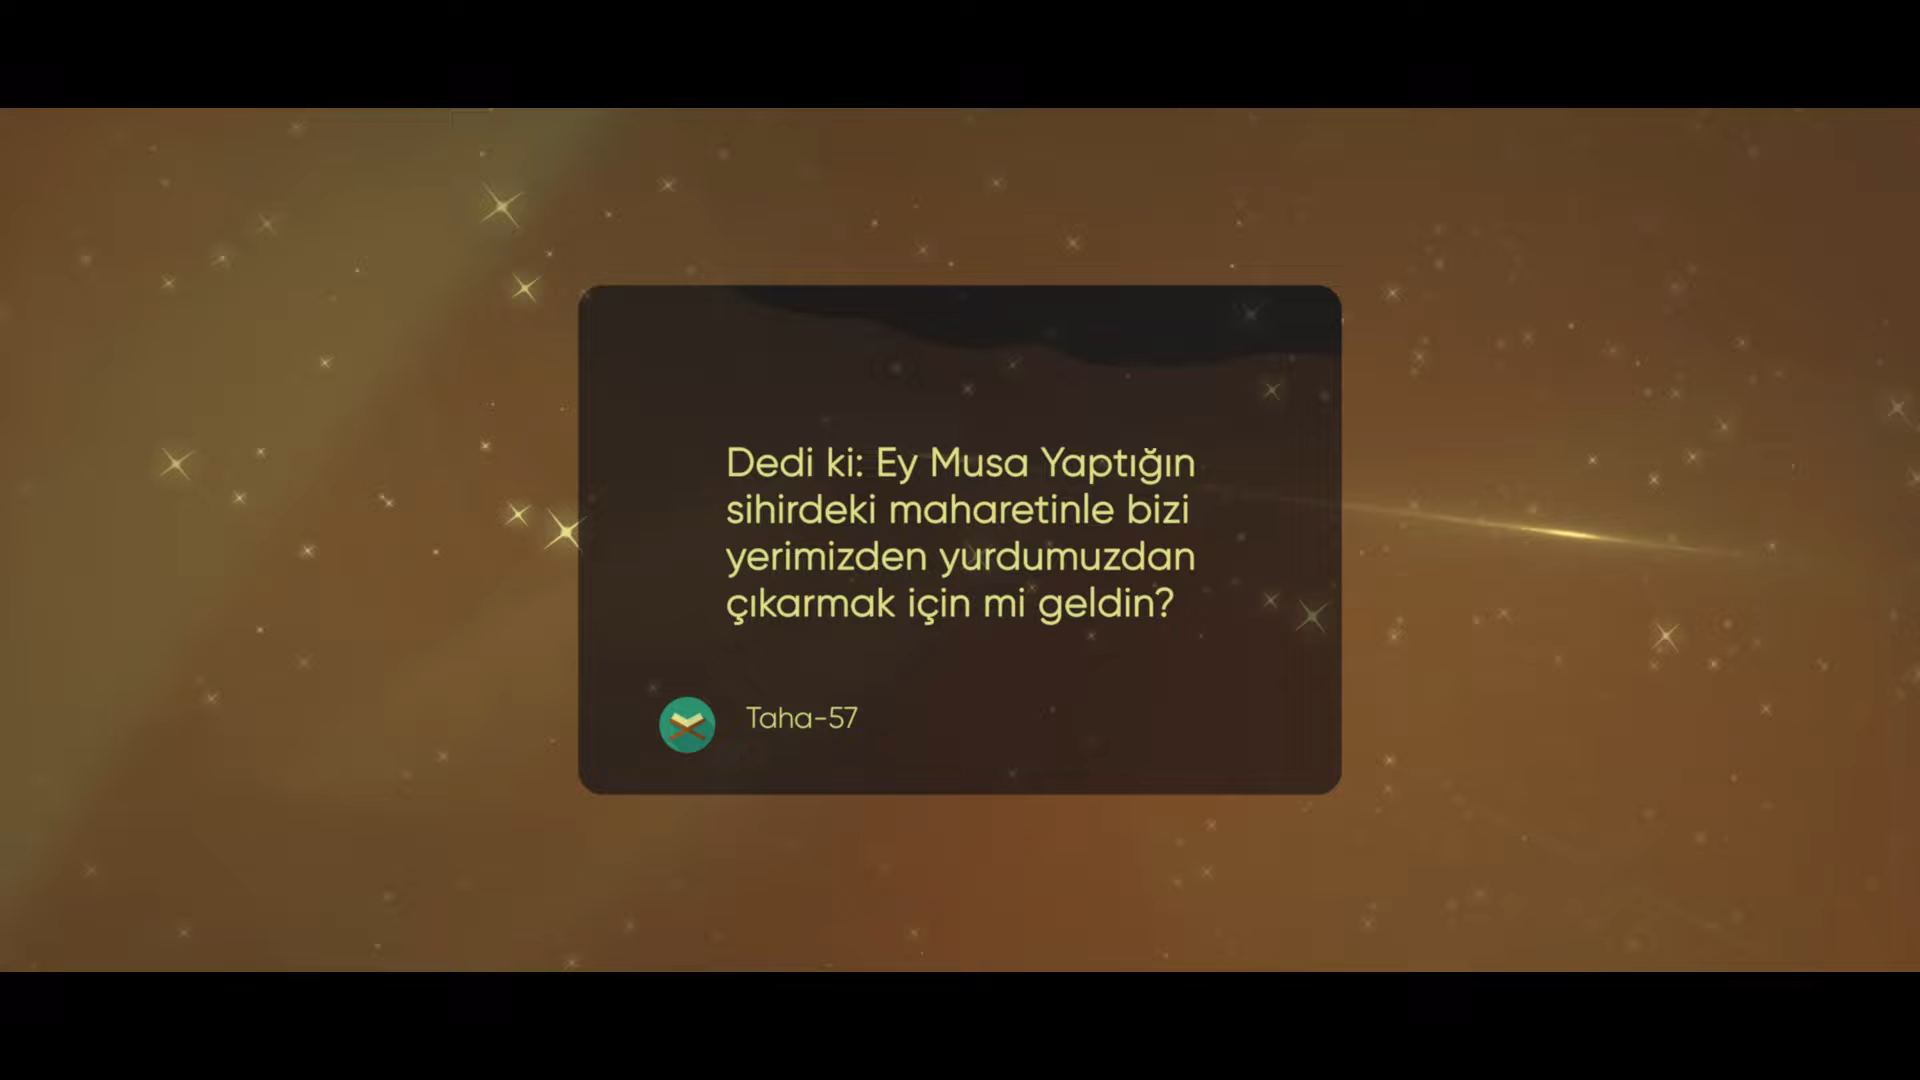 Dedi ki: Ey Musa Yaptığın
sihirdeki maharetinle bizi
yerimizden yurdumuzdan
çıkarmak için mi geldin?
Taha-57